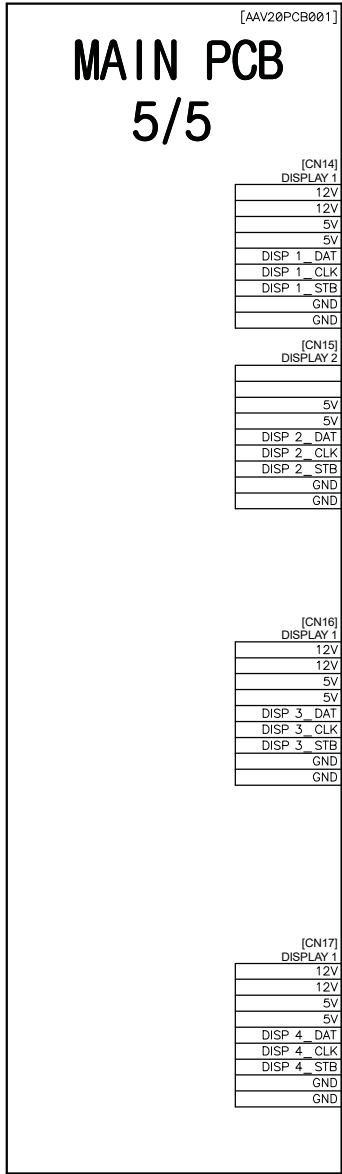 [AAV20PCB001]
MAIN PCB
5/5
[CN14]
DISPLAY 1
12V
12V
5V
5V
DISP 1_DAT
DISP 1_CLK
DISP 1_STB
GND
GND
[CN15]
DISPLAY 2
5V
5V
DISP 2_DAT
DISP 2_CLK
DISP 2_STB
GND
GND
[CN16]
DISPLAY 1
12V
12V
5V
5V
DISP 3_DAT
DISP 3_CLK
DISP 3_STB
GND
GND
[CN17]
DISPLAY 1
12V
12V
5V
5V
DISP 4_DAT
DISP 4_CLK
DISP 4_STB
GND
GND